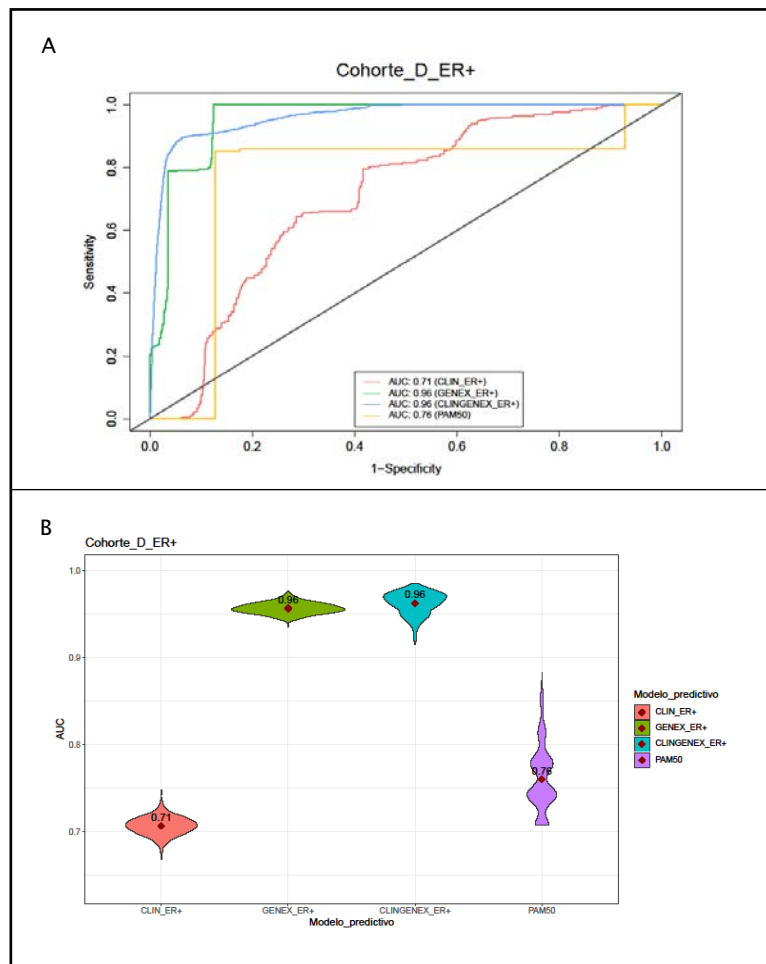 A
Cohorte_D_ER+
1.0
0.8
0.6
0.4
0.2
0.0
Sensitivity
AUC: 0.71 (CLIN_ER+)
AUC: 0.96 (GENEX_ER+)
AUC: 0.96 (CLINGENEX_ER+)
AUC: 0.76 (PAM50)
0.0 0.2 0.4 0.6 0.8 1.0
1-Specificity
B
Cohorte_D_ER+
1.0
0.9
0.8
0.7
AUC
0.71
0.96
0.96
0.76
CLIN_ER+ GENEX_ER+ CLINGENEX_ER+ PAM50
Modelo_predictivo
Modelo_predictivo
CLIN_ER+
GENEX_ER+
CLINGENEX_ER+
PAM50